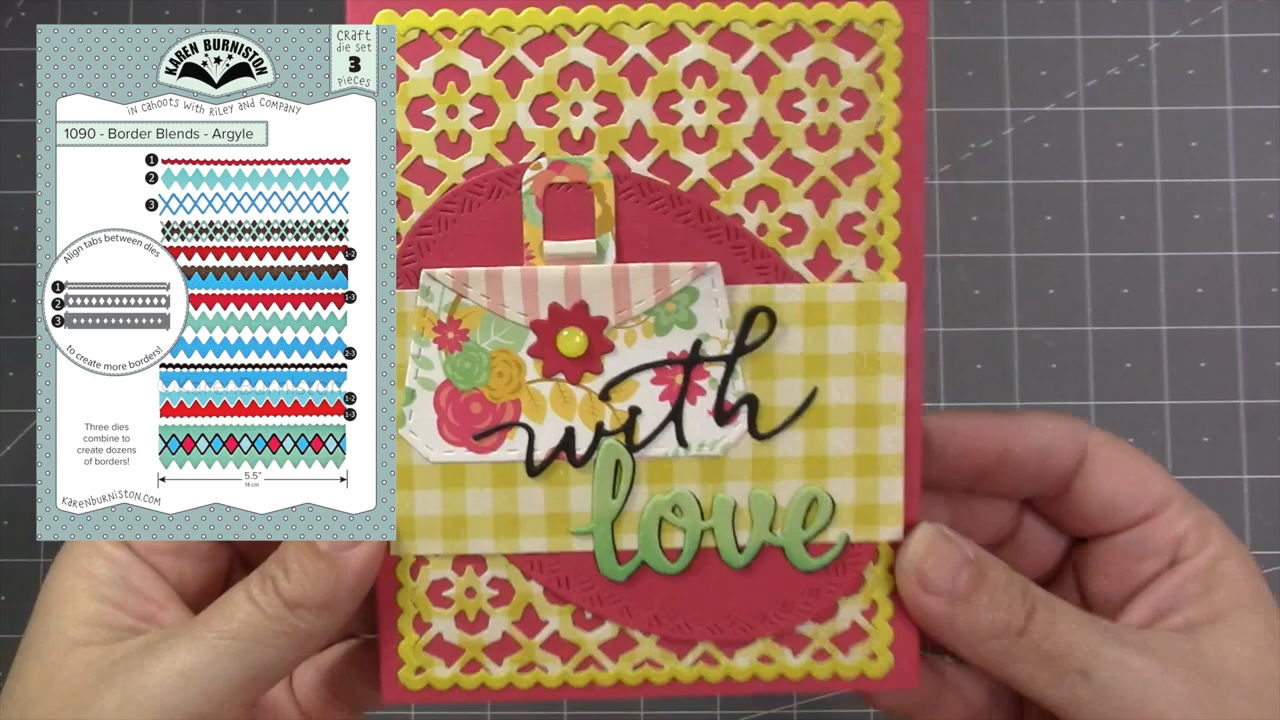 KAREN BURNISTON
CRaFT
die set
3
Pieces
in cahoots with Riley and Company
1090 - Border Blends - Argyle
1
2
3
Align tabs between dies
1
2
3
to create more borders!
1-2
1-3
2-3
1-2
1-3
Three dies
combine to
create dozens
of borders!
5.5"
14 cm
KarenBurniston.com
with
love